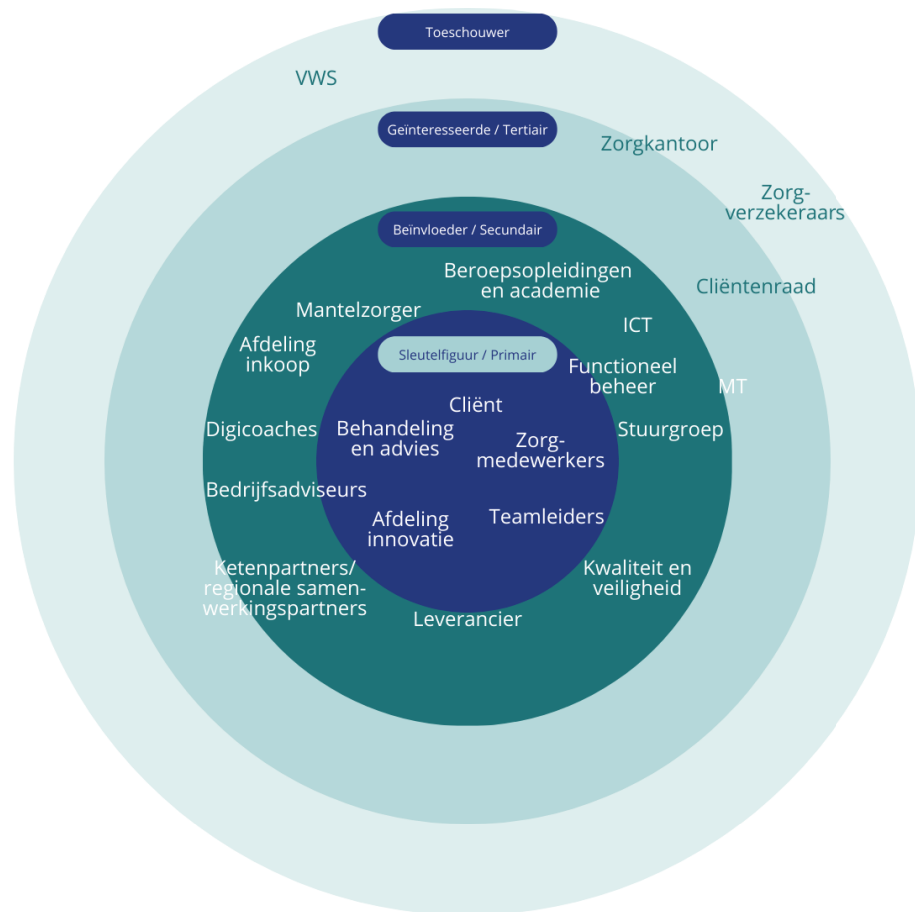 Toeschouwer
VWS
Geïnteresseerde / Tertiair
Zorgkantoor
Zorg-
verzekeraars
Beïnvloeder / Secundair
Beroepsopleidingen
en academie
Cliëntenraad
Mantelzorger
ICT
Afdeling
inkoop
Sleutelfiguur / Primair
Functioneel
beheer
MT
Cliënt
Digicoaches
Behandeling
en advies
Zorg-
medewerkers
Stuurgroep
Bedrijfsadviseurs
Afdeling
innovatie
Teamleiders
Ketenpartners/
regionale samen-
werkingspartners
Kwaliteit en
veiligheid
Leverancier